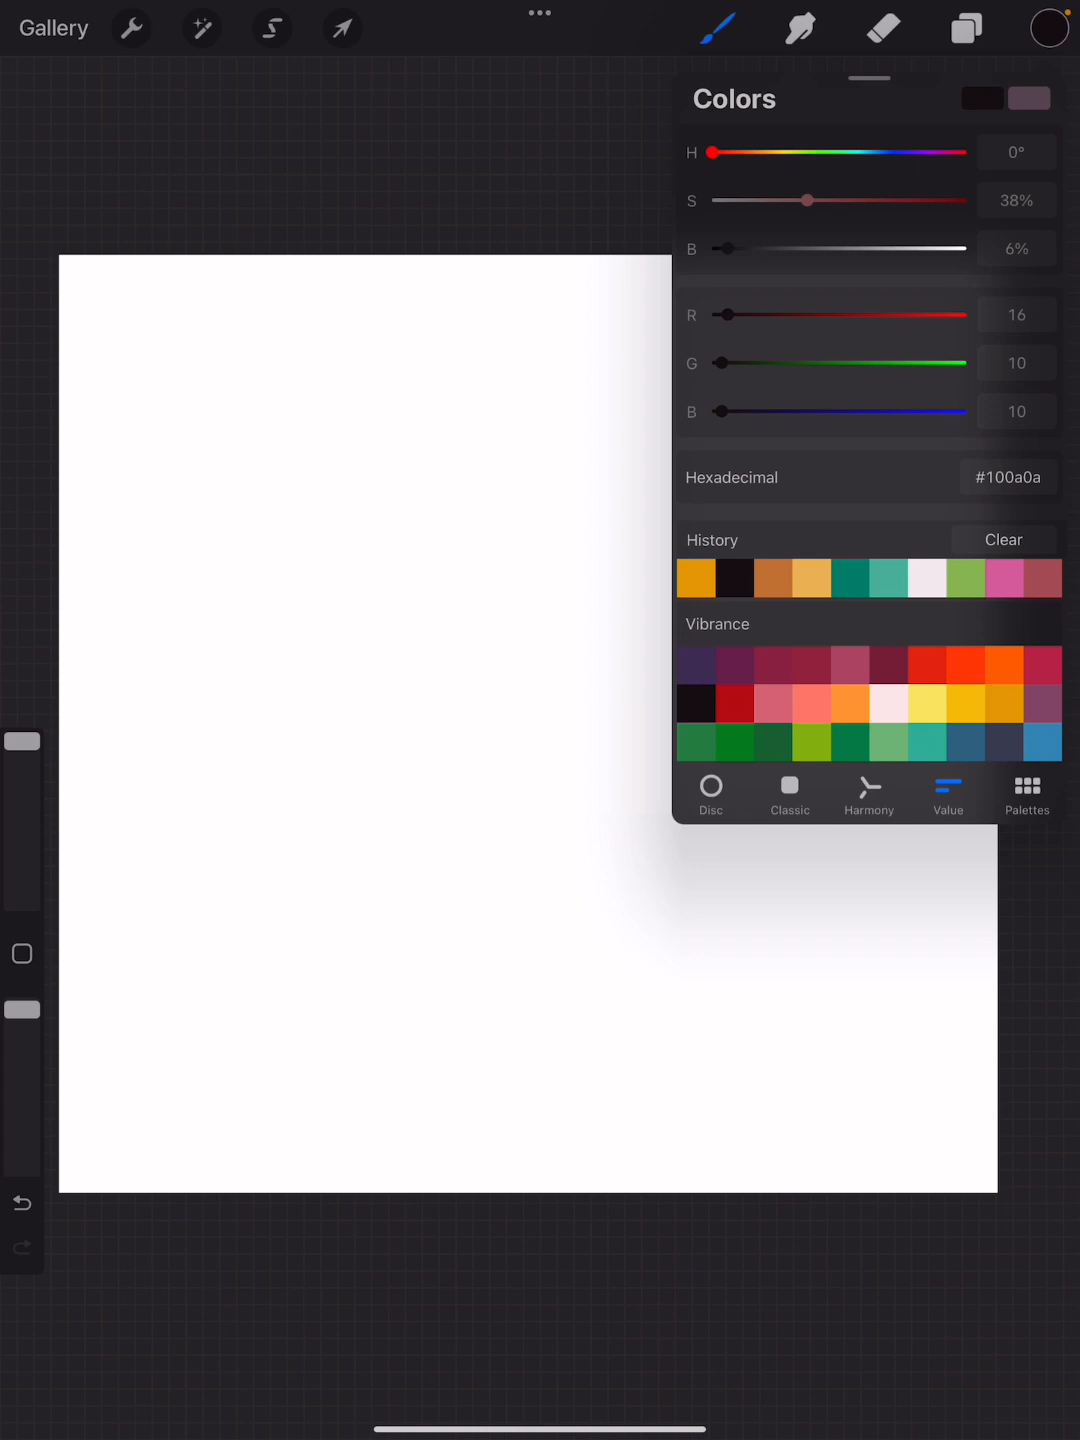 Gallery
Colors
H 0°
S 38%
B 6%
R 16
G 10
B 10
Hexadecimal #100a0a
History Clear
Vibrance
Disc Classic Harmony Value Palettes